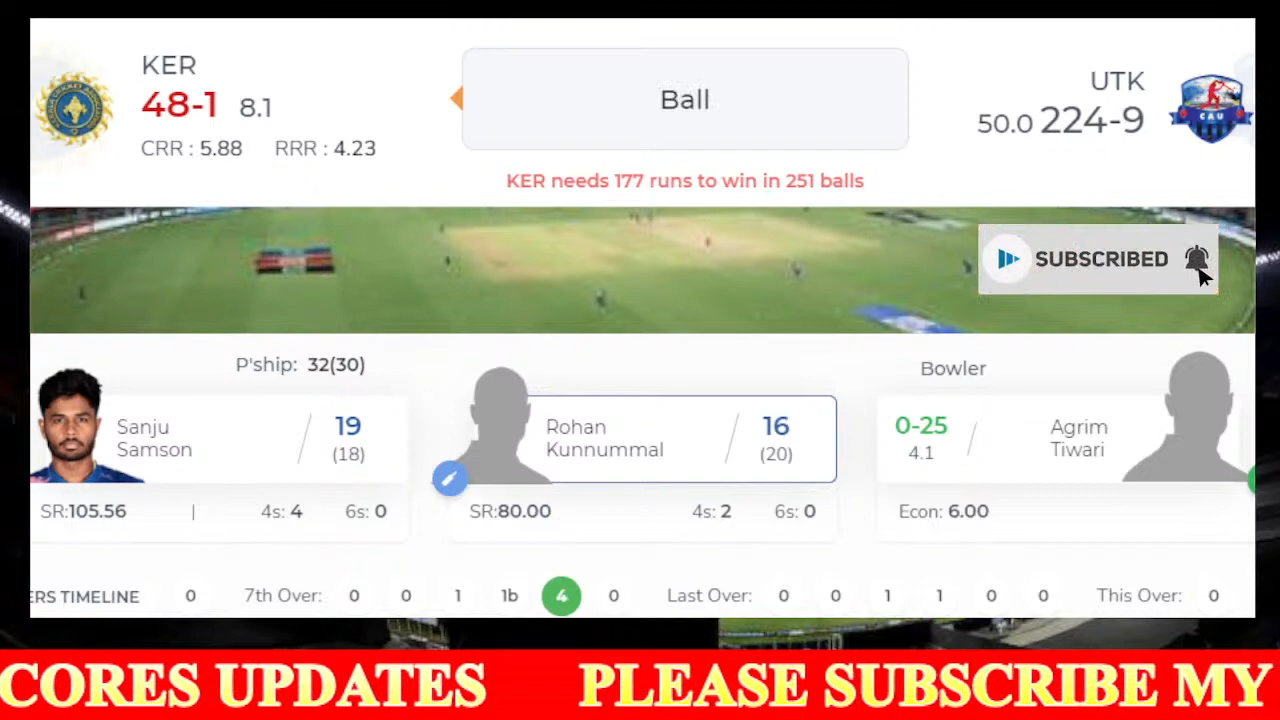 KER
48-1 8.1
CRR : 5.88 RRR : 4.23
Ball
KER needs 177 runs to win in 251 balls
UTK
50.0 224-9
CAU
SUBSCRIBED
P'ship: 32(30)
Sanju
Samson
19
(18)
SR:105.56 | 4s: 4 6s: 0
Rohan
Kunnummal
16
(20)
SR:80.00 4s: 2 6s: 0
Bowler
0-25
4.1
Agrim
Tiwari
Econ: 6.00
ERS TIMELINE 0 7th Over: 0 0 1 1b 4 0 Last Over: 0 0 1 1 0 0 This Over: 0
CORES UPDATES PLEASE SUBSCRIBE MY